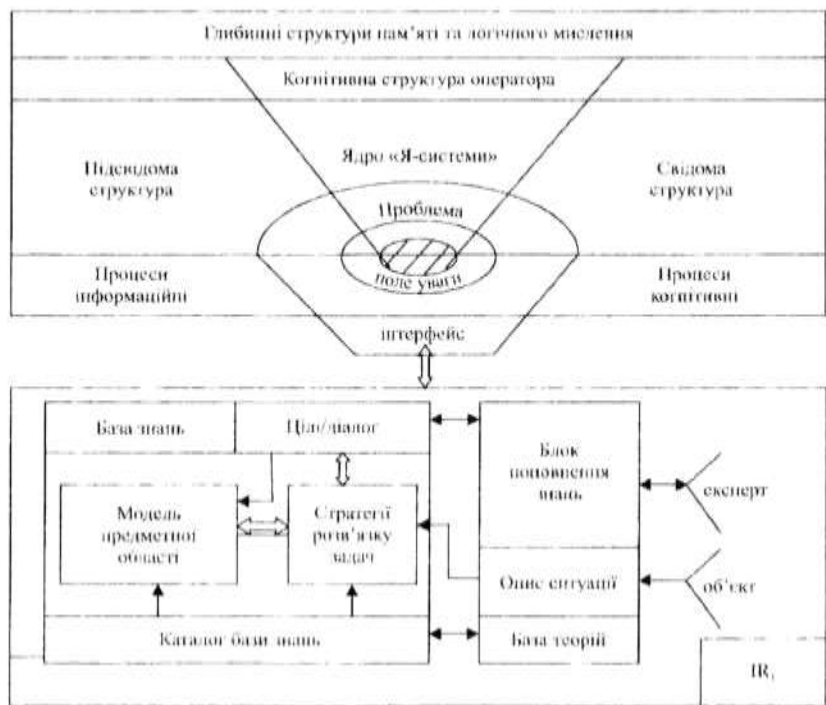 Глибинні структури пам'яті та логічного мислення
Когнітивна структура оператора
Ядро «Я-системи»
Підсвідома
структура
Свідома
структура
Проблема
поле уваги
Процеси
інформаційні
Процеси
когнітивні
інтерфейс
База знань
Цілі/діалог
Блок
поповнення
знань
експерт
Модель
предметної
області
Стратегії
розв'язку
задач
Опис ситуації
об'єкт
Каталог бази знань
База теорій
IR₁